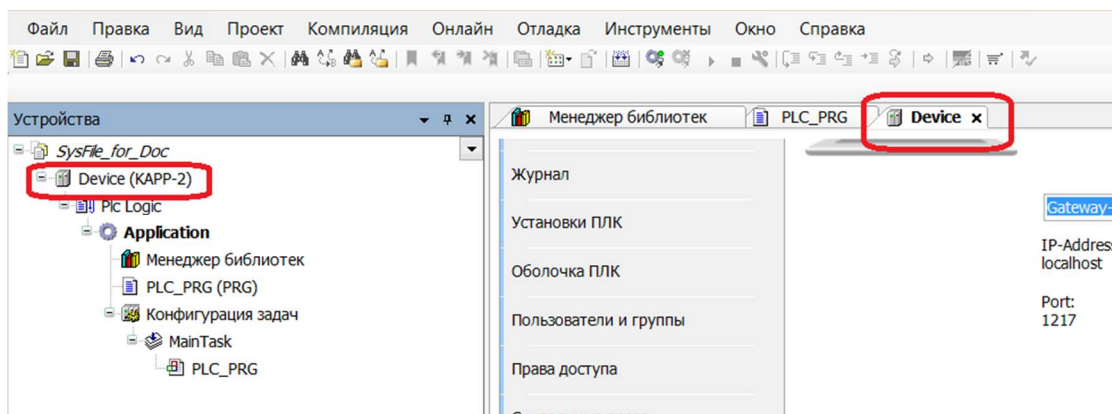 Файл Правка Вид Проект Компиляция Онлайн Отладка Инструменты Окно Справка
Устройства
SysFile_for_Doc
Device (KAPP-2)
Plc Logic
Application
Менеджер библиотек
PLC_PRG (PRG)
Конфигурация задач
MainTask
PLC_PRG
Менеджер библиотек PLC_PRG Device
Журнал
Установки ПЛК
Оболочка ПЛК
Пользователи и группы
Права доступа
Gateway-
IP-Address
localhost
Port:
1217